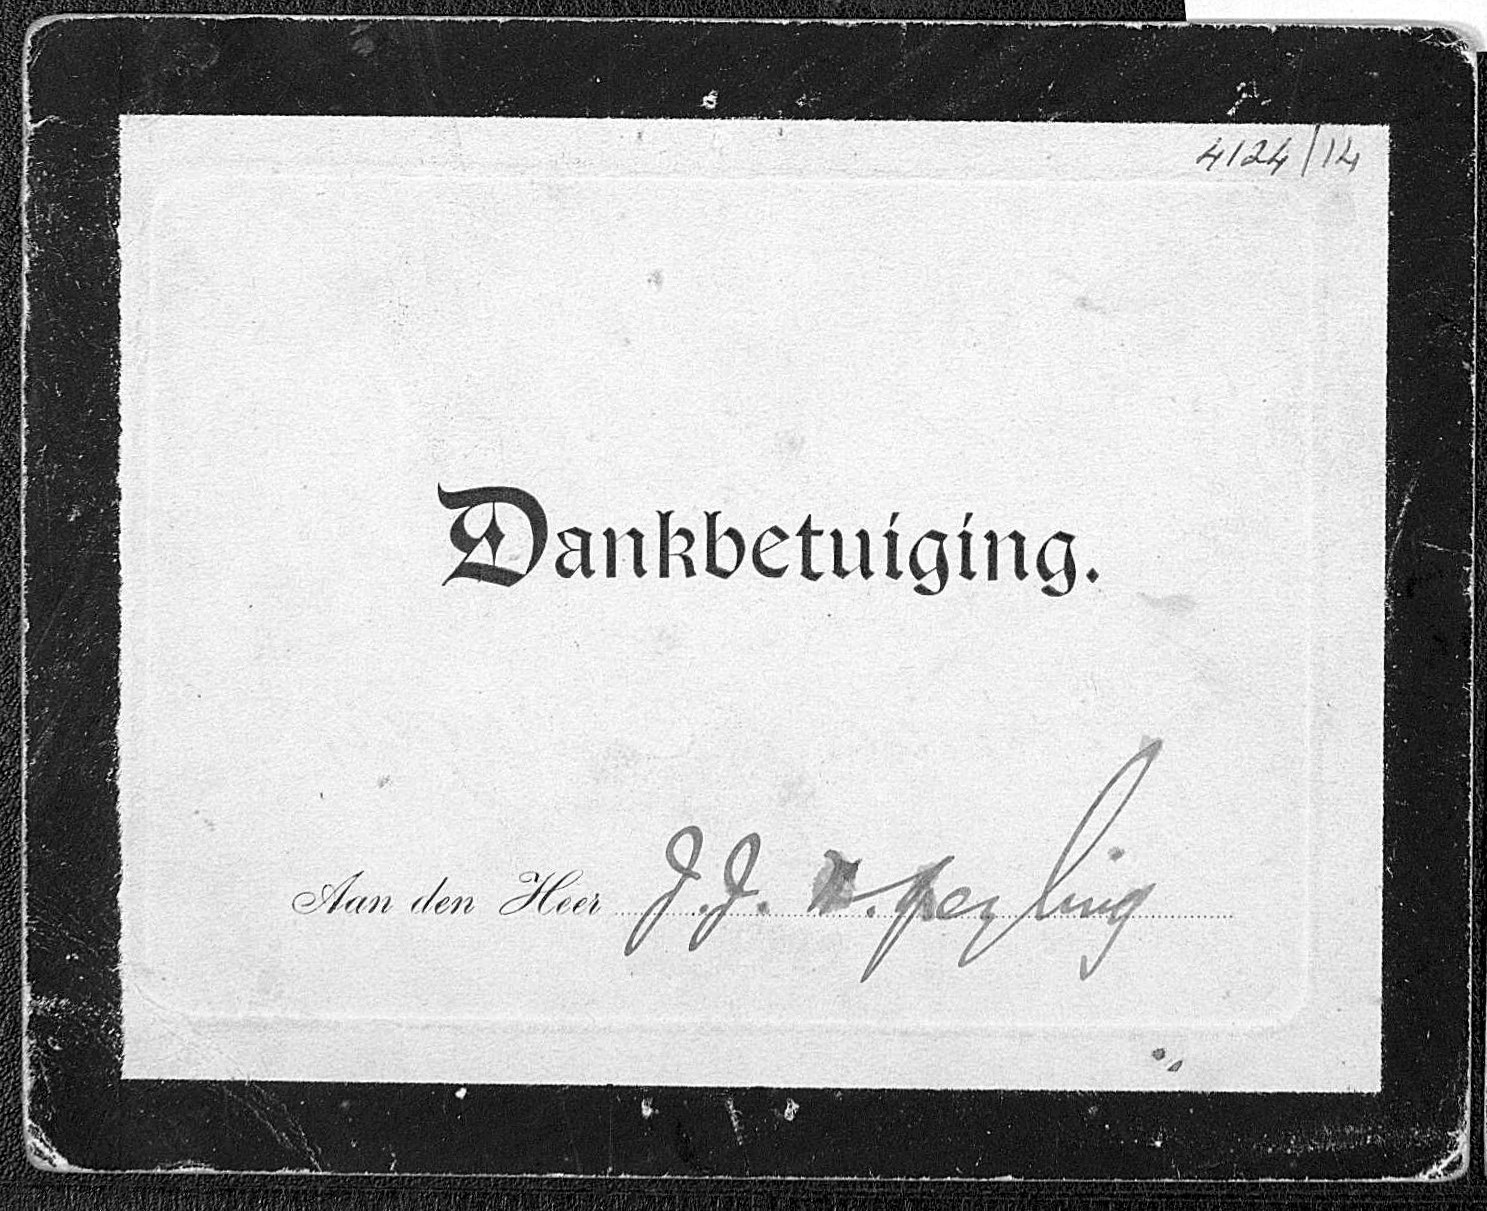 4124/14
Dankbetuiging.
Aan den Heer J.J.